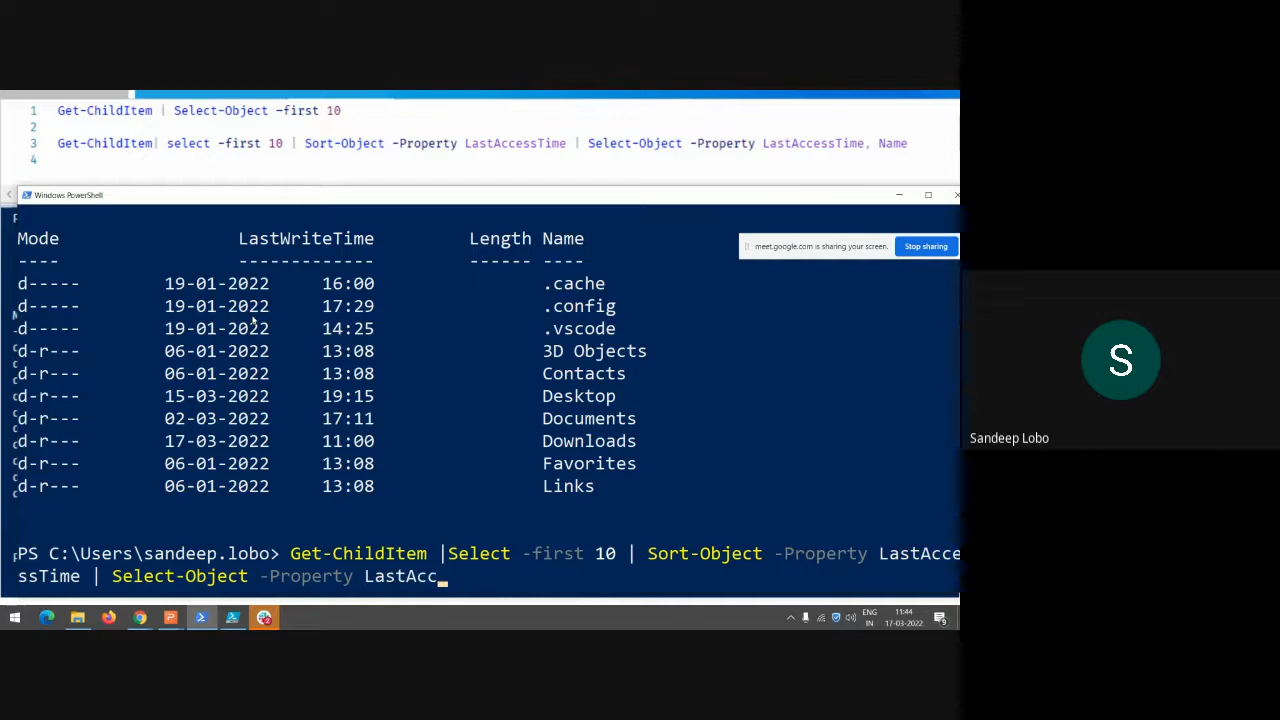 1 Get-ChildItem | Select-Object -first 10
2
3 Get-ChildItem| select -first 10 | Sort-Object -Property LastAccessTime | Select-Object -Property LastAccessTime, Name
4
Windows PowerShell
Mode LastWriteTime Length Name
---- ------------- ------ ----
meet.google.com is sharing your screen. Stop sharing
d----- 19-01-2022 16:00 .cache
d----- 19-01-2022 17:29 .config
d----- 19-01-2022 14:25 .vscode
d-r--- 06-01-2022 13:08 3D Objects
d-r--- 06-01-2022 13:08 Contacts
d-r--- 15-03-2022 19:15 Desktop
d-r--- 02-03-2022 17:11 Documents
d-r--- 17-03-2022 11:00 Downloads
d-r--- 06-01-2022 13:08 Favorites
d-r--- 06-01-2022 13:08 Links
PS C:\Users\sandeep.lobo> Get-ChildItem |Select -first 10 | Sort-Object -Property LastAcce
ssTime | Select-Object -Property LastAcc_
S
Sandeep Lobo
ENG
IN
11:44
17-03-2022
9